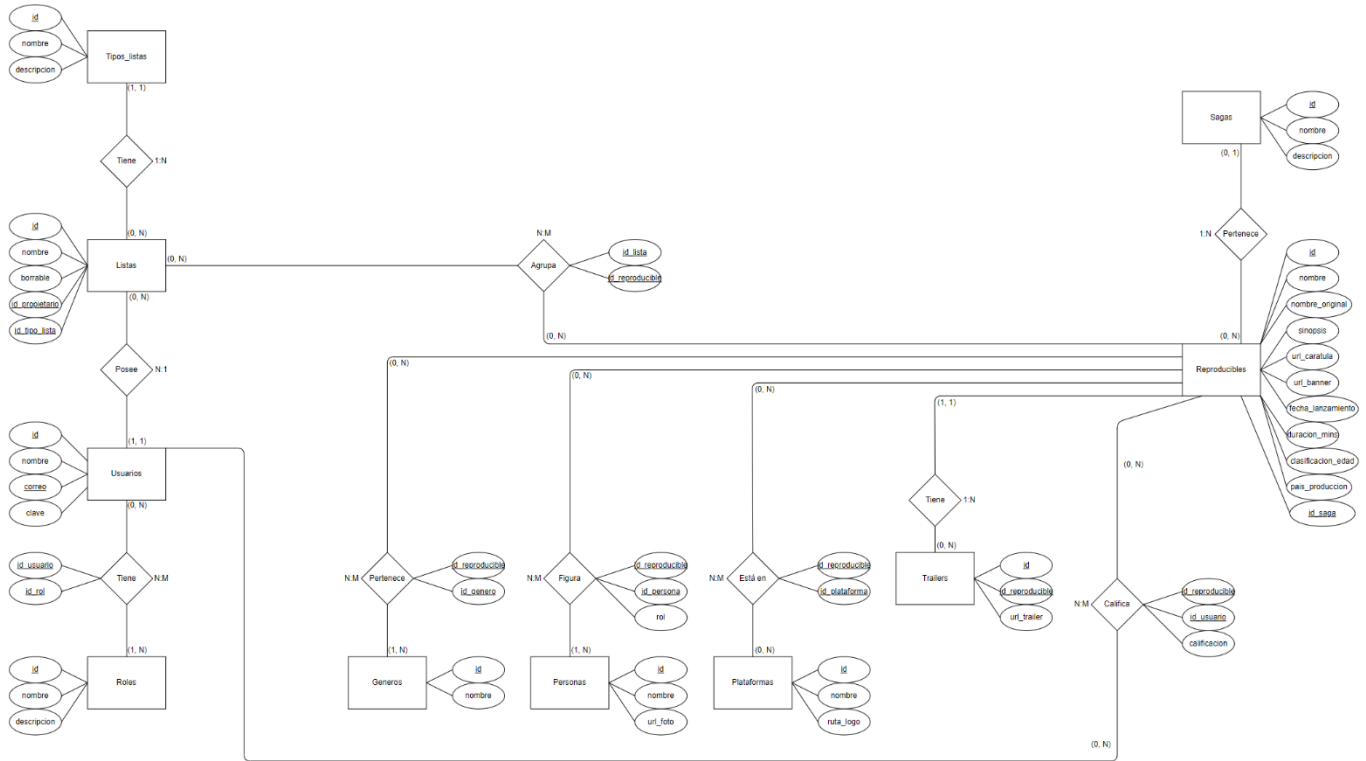 id
nombre
descripcion
Tipos_listas
(1, 1)
Tiene
1:N
(0, N)
id
nombre
borrable
id_propietario
id_tipo_lista
Listas
(0, N)
(0, N)
Posee
N:1
(1, 1)
id
nombre
correo
clave
Usuarios
(0, N)
id_usuario
id_rol
Tiene
N:M
(1, N)
id
nombre
descripcion
Roles
N:M
Agrupa
id_lista
id_reproducible
(0, N)
Sagas
id
nombre
descripcion
(0, 1)
1:N
Pertenece
(0, N)
Reproducibles
id
nombre
nombre_original
sinopsis
url_caratula
url_banner
fecha_lanzamiento
duracion_mins
clasificacion_edad
pais_produccion
id_saga
(0, N)
N:M
Pertenece
id_reproducible
id_genero
(1, N)
Generos
id
nombre
(0, N)
N:M
Figura
id_reproducible
id_persona
rol
(1, N)
Personas
id
nombre
url_foto
(0, N)
N:M
Está en
id_reproducible
id_plataforma
(0, N)
Plataformas
id
nombre
ruta_logo
(1, 1)
Tiene
1:N
(0, N)
Trailers
id
id_reproducible
url_trailer
(0, N)
N:M
Califica
id_reproducible
id_usuario
calificacion
(0, N)